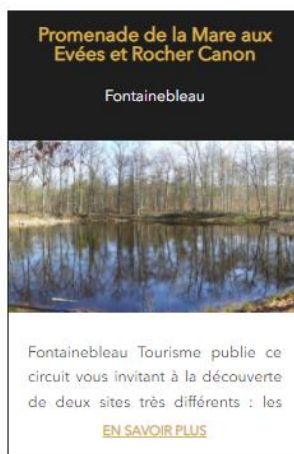 Promenade de la Mare aux
Evées et Rocher Canon
Fontainebleau
Fontainebleau Tourisme publie ce
circuit vous invitant à la découverte
de deux sites très différents : les
EN SAVOIR PLUS